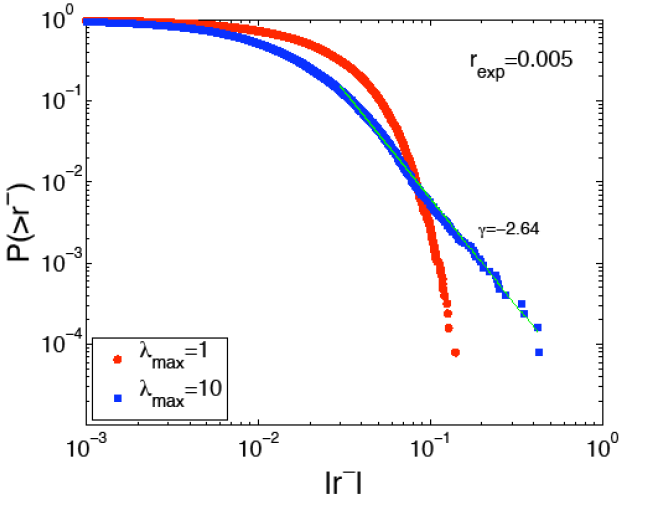 10^0
10^-1
10^-2
10^-3
10^-4
P(>r^-)
r_exp=0.005
γ=-2.64
λ_max=1
λ_max=10
10^-3 10^-2 10^-1 10^0
|r^-|